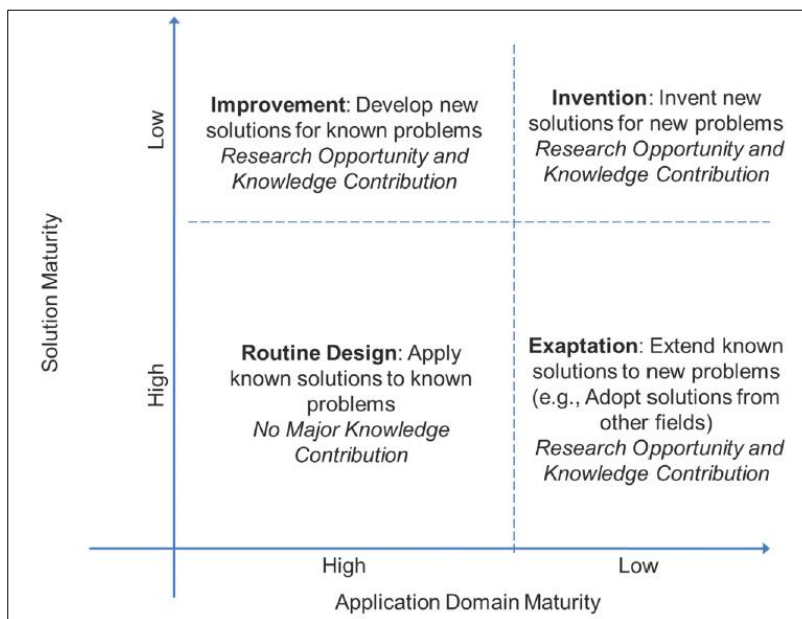 Improvement: Develop new
solutions for known problems
Research Opportunity and
Knowledge Contribution
Invention: Invent new
solutions for new problems
Research Opportunity and
Knowledge Contribution
Routine Design: Apply
known solutions to known
problems
No Major Knowledge
Contribution
Exaptation: Extend known
solutions to new problems
(e.g., Adopt solutions from
other fields)
Research Opportunity and
Knowledge Contribution
Solution Maturity
Low
High
High
Low
Application Domain Maturity